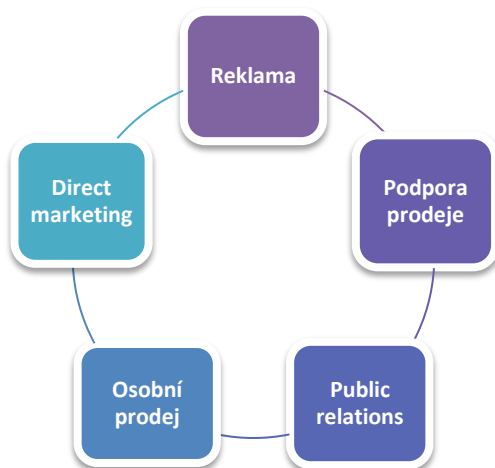 Reklama
Podpora
prodeje
Public
relations
Osobní
prodej
Direct
marketing